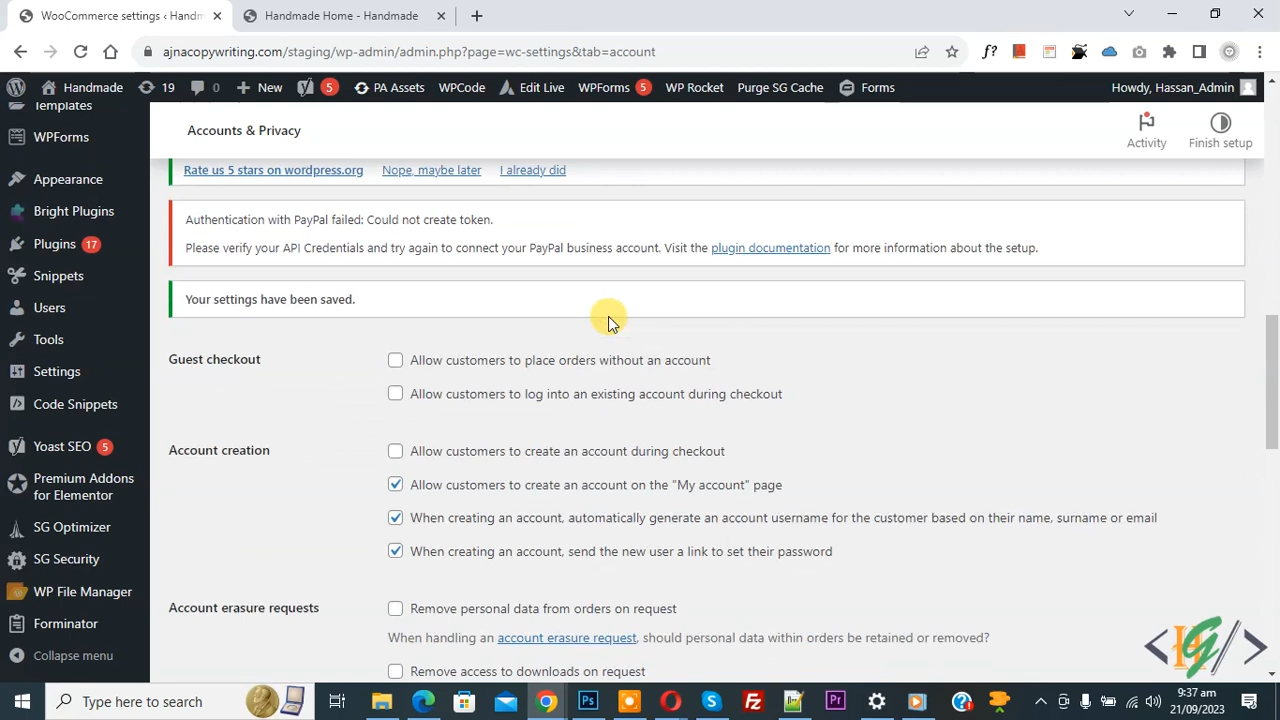 WooCommerce settings ‹ Handm
Handmade Home - Handmade
ajnacopywriting.com/staging/wp-admin/admin.php?page=wc-settings&tab=account
Handmade
19
0
New
5
PA Assets
WPCode
Edit Live
WPForms 5
WP Rocket
Purge SG Cache
Forms
Howdy, Hassan_Admin
Templates
WPForms
Appearance
Bright Plugins
Plugins 17
Snippets
Users
Tools
Settings
Code Snippets
Yoast SEO 5
Premium Addons
for Elementor
SG Optimizer
SG Security
WP File Manager
Forminator
Collapse menu
Accounts & Privacy
Activity
Finish setup
Rate us 5 stars on wordpress.org Nope, maybe later I already did
Authentication with PayPal failed: Could not create token.
Please verify your API Credentials and try again to connect your PayPal business account. Visit the plugin documentation for more information about the setup.
Your settings have been saved.
Guest checkout
Allow customers to place orders without an account
Allow customers to log into an existing account during checkout
Account creation
Allow customers to create an account during checkout
Allow customers to create an account on the "My account" page
When creating an account, automatically generate an account username for the customer based on their name, surname or email
When creating an account, send the new user a link to set their password
Account erasure requests
Remove personal data from orders on request
When handling an account erasure request, should personal data within orders be retained or removed?
Remove access to downloads on request
Type here to search
9:37 am
21/09/2023